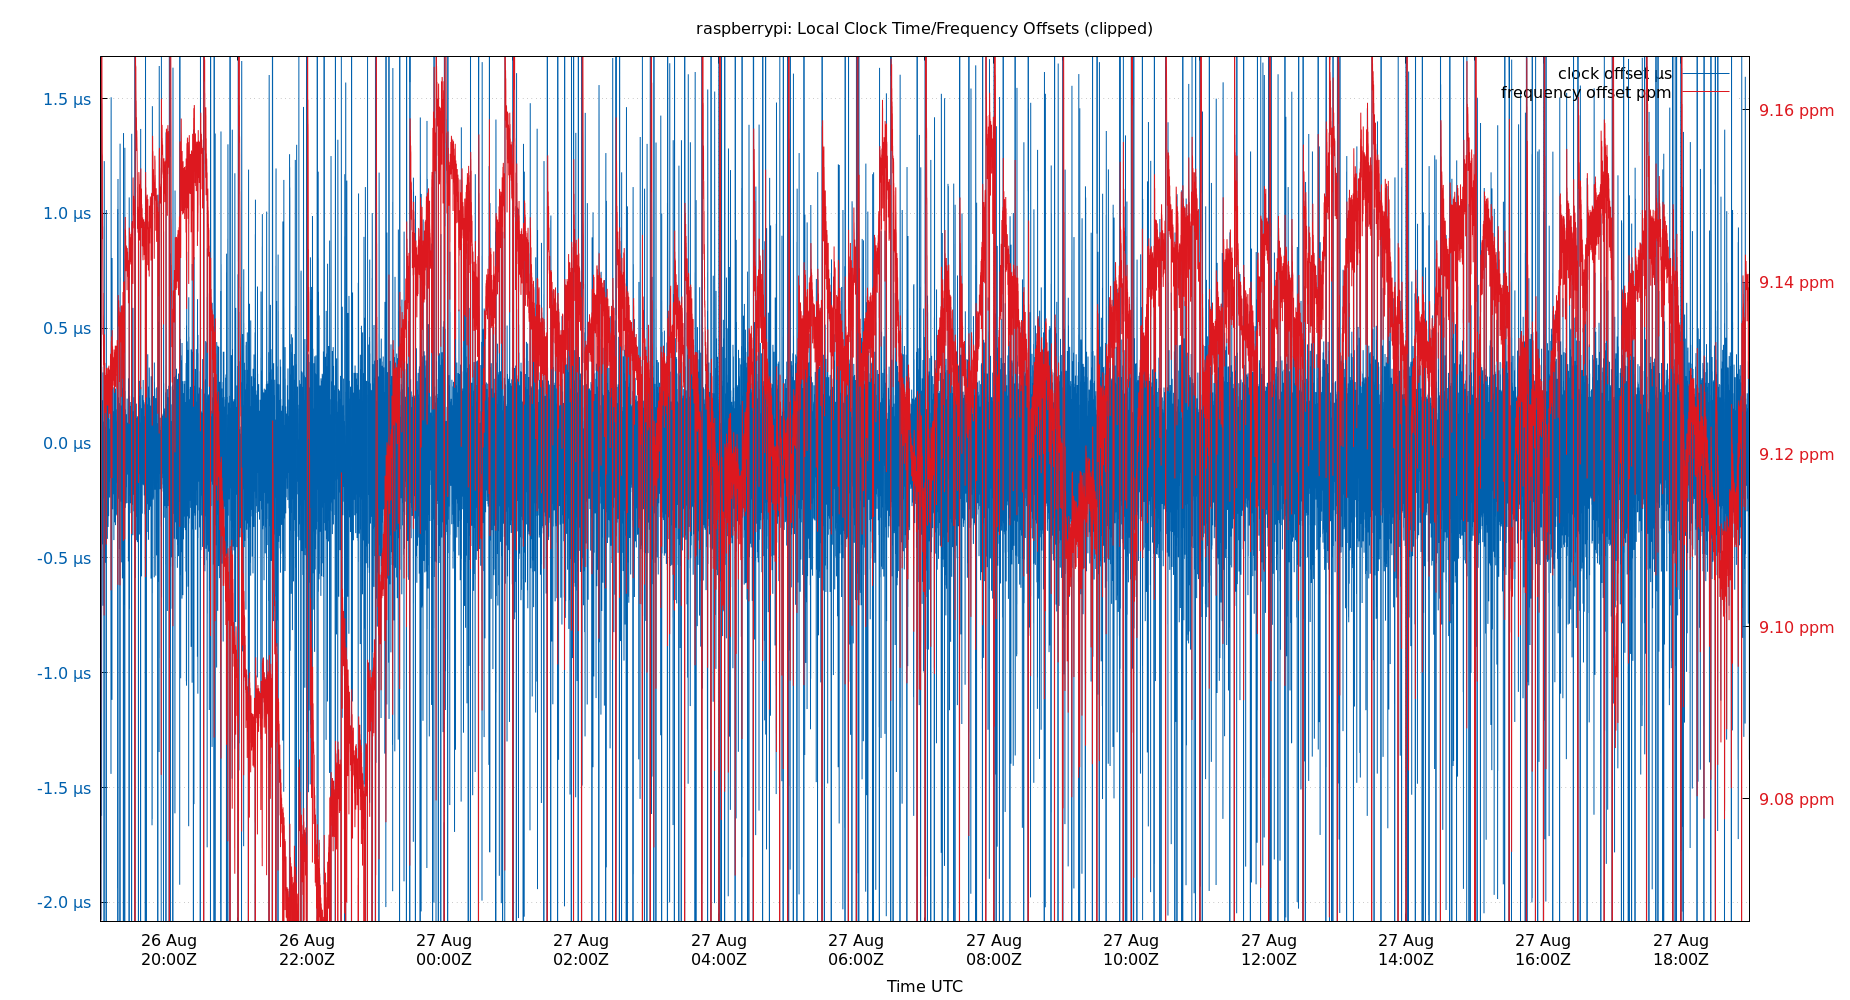 raspberrypi: Local Clock Time/Frequency Offsets (clipped)
clock offset µs
frequency offset ppm
1.5 µs
1.0 µs
0.5 µs
0.0 µs
-0.5 µs
-1.0 µs
-1.5 µs
-2.0 µs
9.16 ppm
9.14 ppm
9.12 ppm
9.10 ppm
9.08 ppm
26 Aug
20:00Z
26 Aug
22:00Z
27 Aug
00:00Z
27 Aug
02:00Z
27 Aug
04:00Z
27 Aug
06:00Z
27 Aug
08:00Z
27 Aug
10:00Z
27 Aug
12:00Z
27 Aug
14:00Z
27 Aug
16:00Z
27 Aug
18:00Z
Time UTC